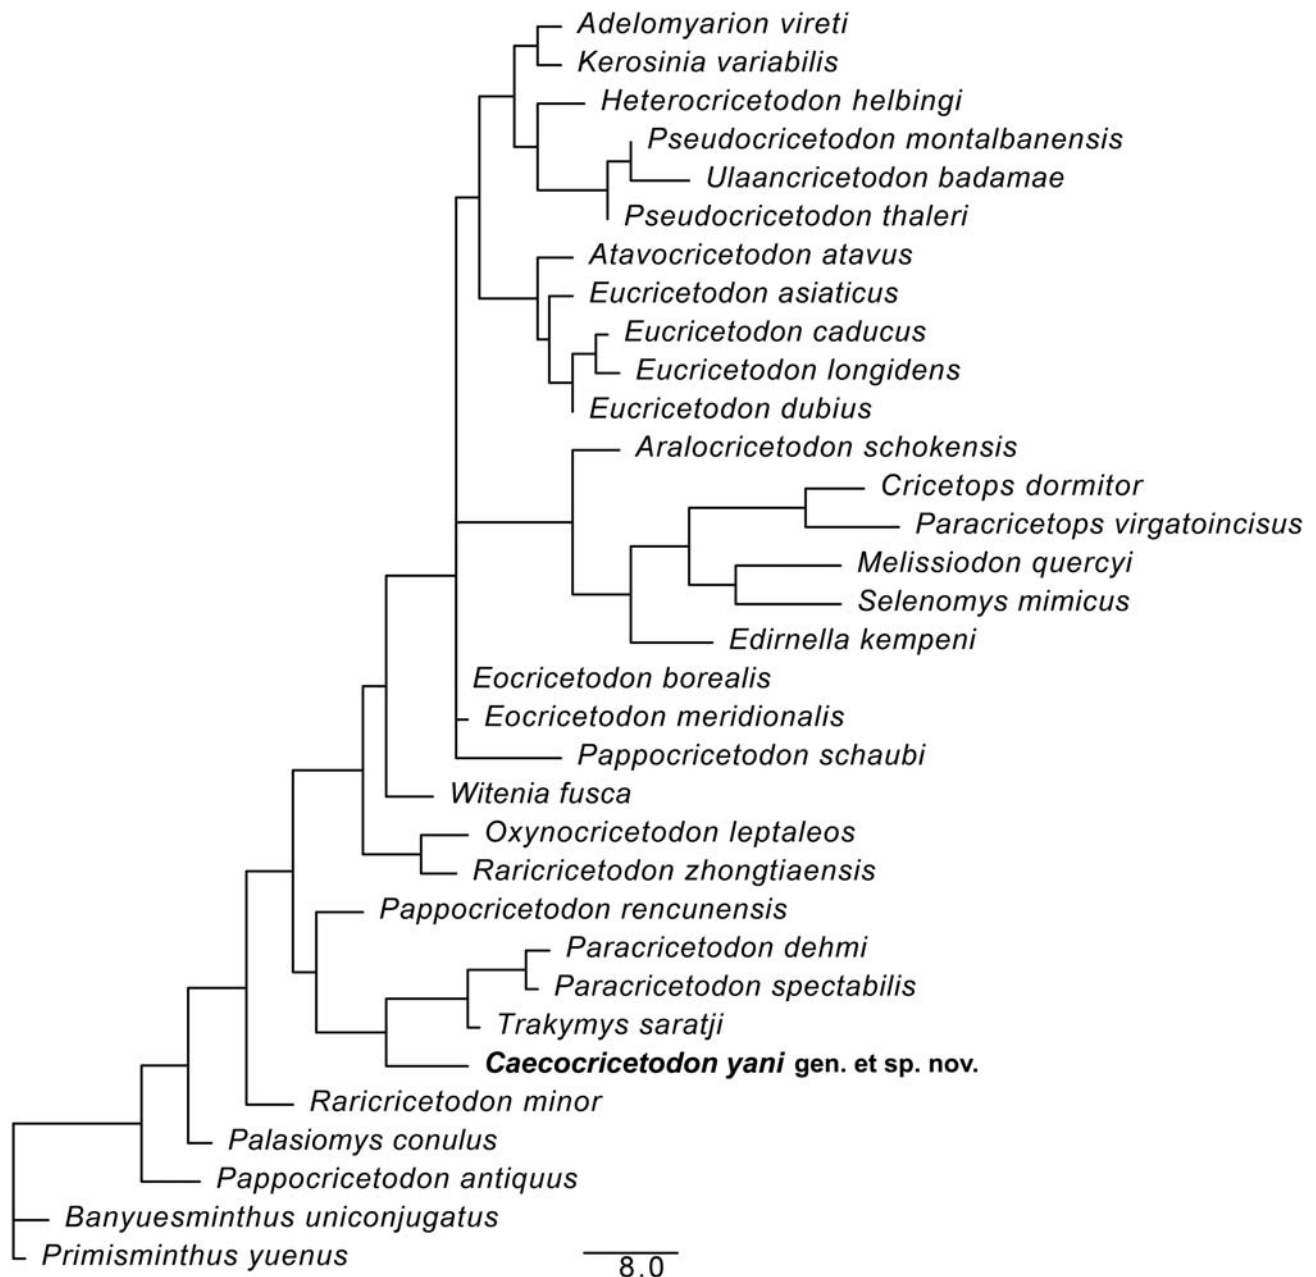 Adelomyarion vireti
Kerosinia variabilis
Heterocricetodon helbingi
Pseudocricetodon montalbanensis
Ulaancricetodon badamae
Pseudocricetodon thaleri
Atavocricetodon atavus
Eucricetodon asiaticus
Eucricetodon caducus
Eucricetodon longidens
Eucricetodon dubius
Aralocricetodon schokensis
Cricetops dormitor
Paracricetops virgatoincisus
Melissiodon quercyi
Selenomys mimicus
Edirnella kempeni
Eocricetodon borealis
Eocricetodon meridionalis
Pappocricetodon schaubi
Witenia fusca
Oxynocricetodon leptaleos
Raricricetodon zhongtiaensis
Pappocricetodon rencunensis
Paracricetodon dehmi
Paracricetodon spectabilis
Trakymys saratji
Caecocricetodon yani gen. et sp. nov.
Raricricetodon minor
Palasiomys conulus
Pappocricetodon antiquus
Banyuesminthus uniconjugatus
Primisminthus yuenus
8.0